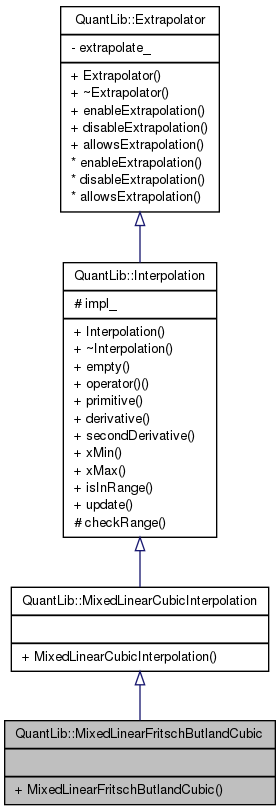 QuantLib::Extrapolator
- extrapolate_
+ Extrapolator()
+ ~Extrapolator()
+ enableExtrapolation()
+ disableExtrapolation()
+ allowsExtrapolation()
* enableExtrapolation()
* disableExtrapolation()
* allowsExtrapolation()
QuantLib::Interpolation
# impl_
+ Interpolation()
+ ~Interpolation()
+ empty()
+ operator()()
+ primitive()
+ derivative()
+ secondDerivative()
+ xMin()
+ xMax()
+ isInRange()
+ update()
# checkRange()
QuantLib::MixedLinearCubicInterpolation
+ MixedLinearCubicInterpolation()
QuantLib::MixedLinearFritschButlandCubic
+ MixedLinearFritschButlandCubic()